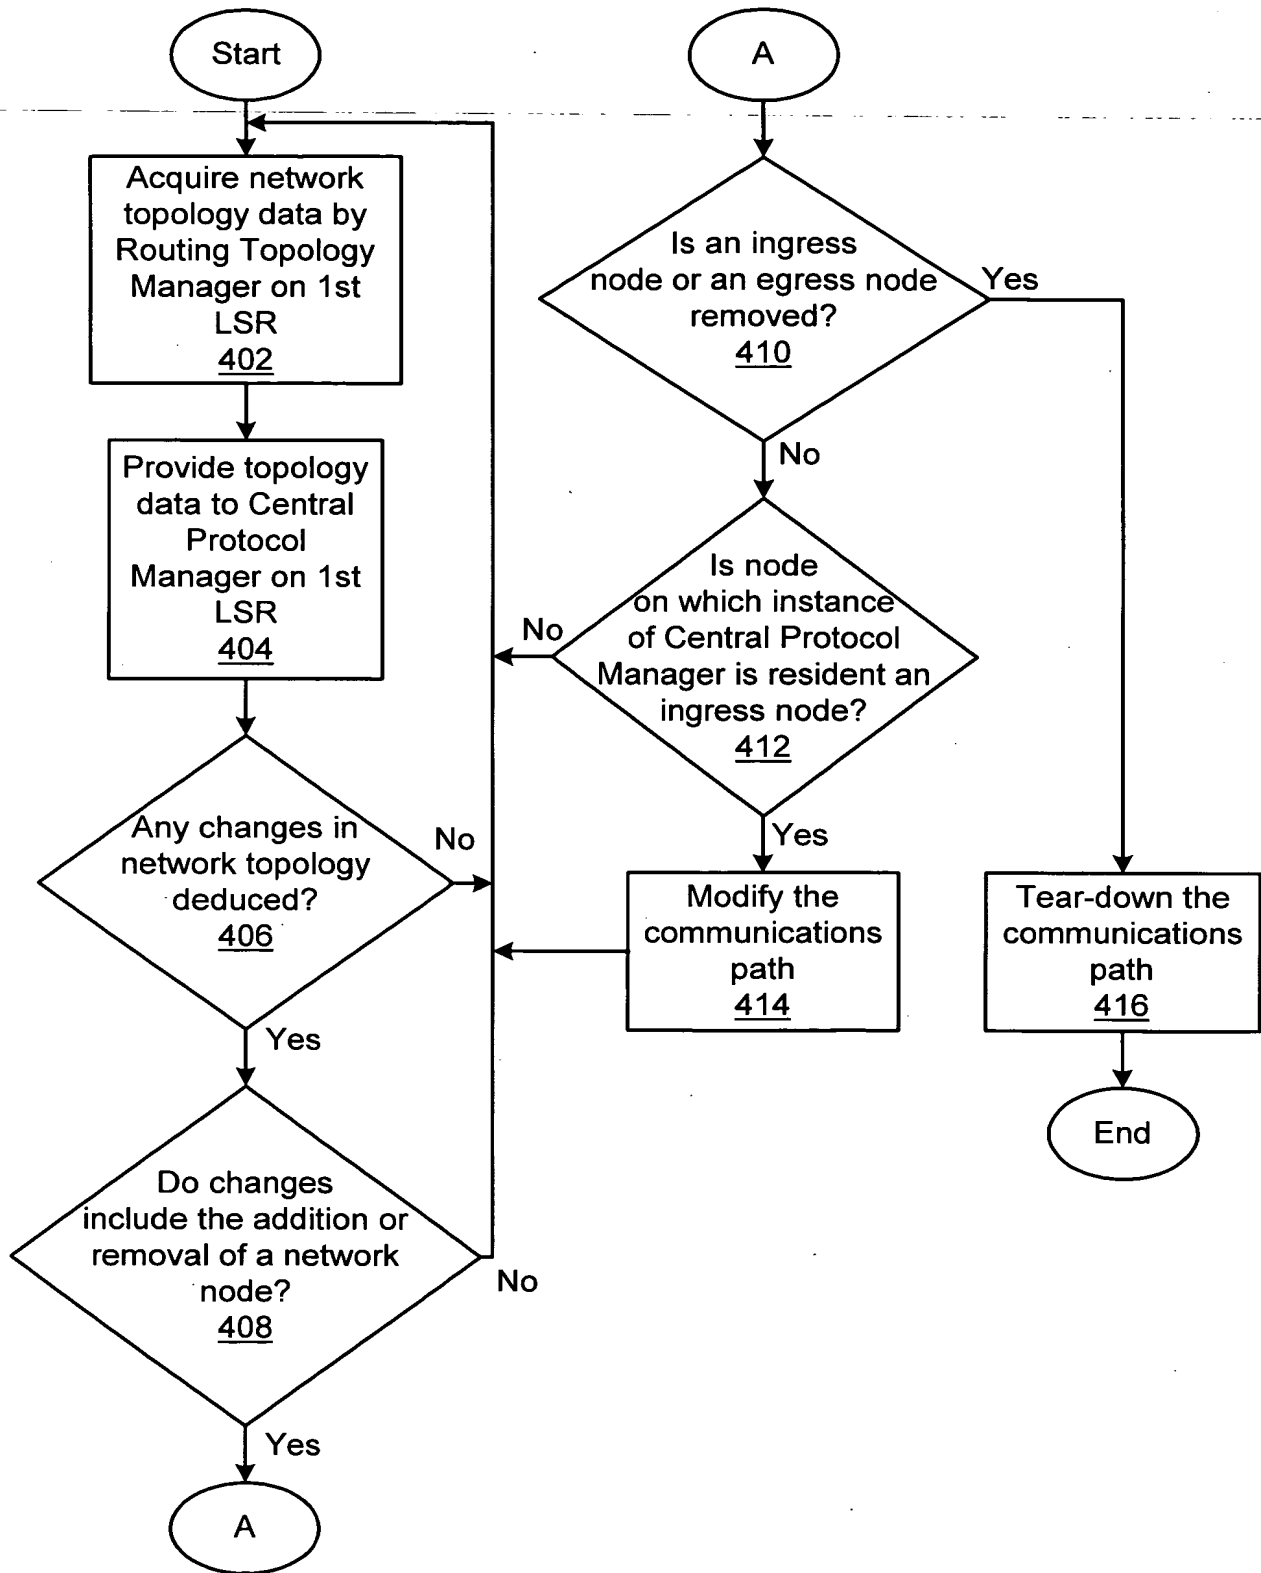 Start
Acquire network
topology data by
Routing Topology
Manager on 1st
LSR
402
Provide topology
data to Central
Protocol
Manager on 1st
LSR
404
Any changes in
network topology
deduced?
406
No
Yes
Do changes
include the addition or
removal of a network
node?
408
No
Yes
A
A
Is an ingress
node or an egress node
removed?
410
Yes
No
Is node
on which instance
of Central Protocol
Manager is resident an
ingress node?
412
No
Yes
Modify the
communications
path
414
Tear-down the
communications
path
416
End